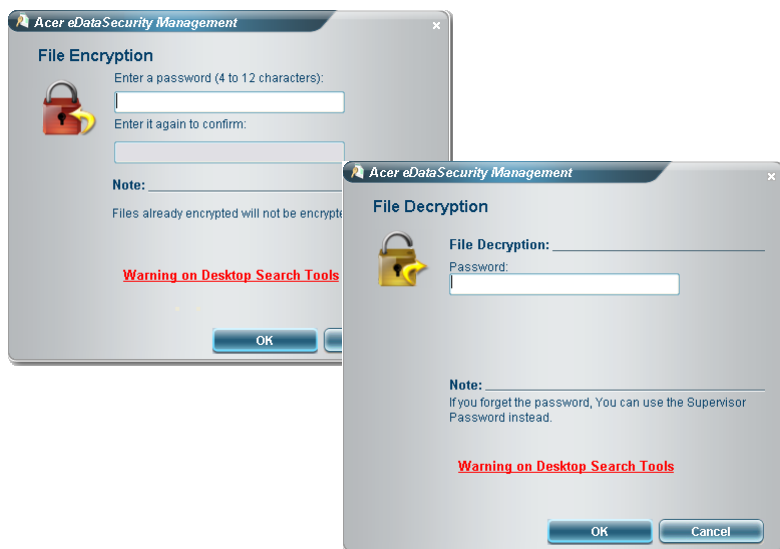 Acer eDataSecurity Management
File Encryption
Enter a password (4 to 12 characters):
Enter it again to confirm:
Note:
Files already encrypted will not be
Warning on Desktop Search Tools
OK
Acer eDataSecurity Management
File Decryption
File Decryption:
Password:
Note:
If you forget the password, You can use the Supervisor
Password instead.
Warning on Desktop Search Tools
OK
Cancel